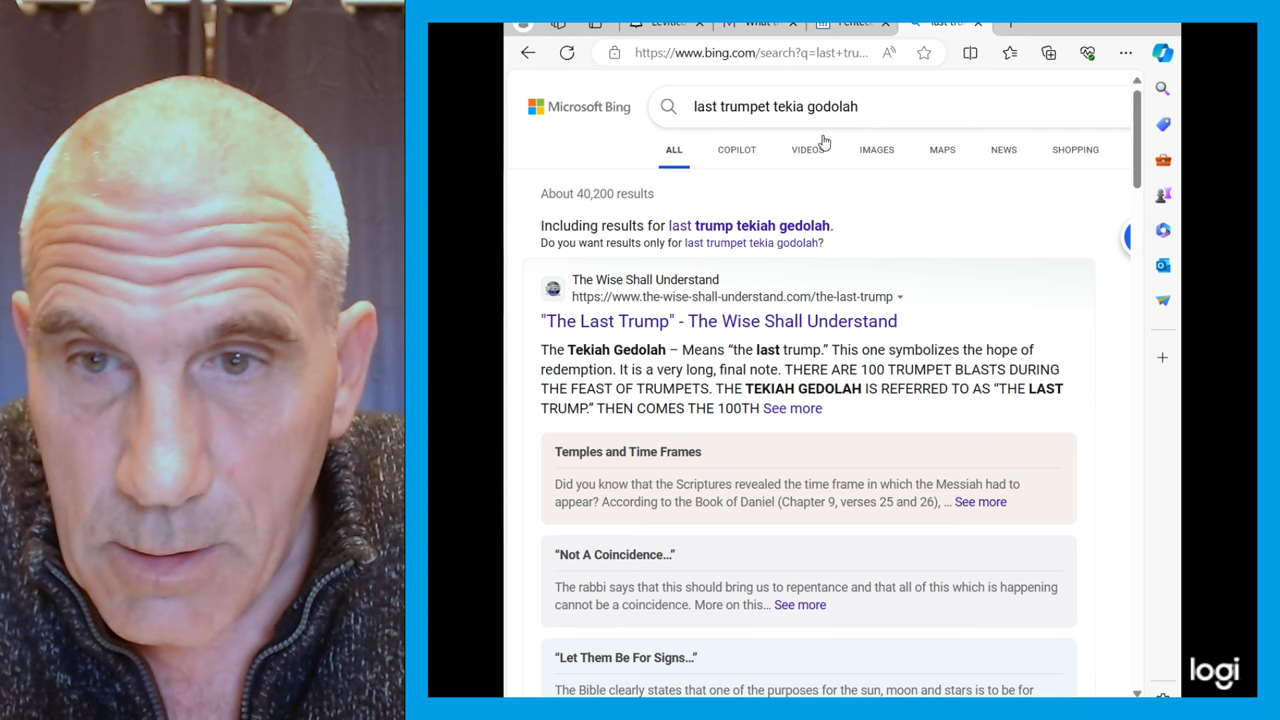 https://www.bing.com/search?q=last+tru...
Microsoft Bing
last trumpet tekia godolah
ALL COPILOT VIDEOS IMAGES MAPS NEWS SHOPPING
About 40,200 results
Including results for last trump tekiah gedolah.
Do you want results only for last trumpet tekia godolah?
The Wise Shall Understand
https://www.the-wise-shall-understand.com/the-last-trump
"The Last Trump" - The Wise Shall Understand
The Tekiah Gedolah – Means “the last trump.” This one symbolizes the hope of
redemption. It is a very long, final note. THERE ARE 100 TRUMPET BLASTS DURING
THE FEAST OF TRUMPETS. THE TEKIAH GEDOLAH IS REFERRED TO AS “THE LAST
TRUMP.” THEN COMES THE 100TH See more
Temples and Time Frames
Did you know that the Scriptures revealed the time frame in which the Messiah had to
appear? According to the Book of Daniel (Chapter 9, verses 25 and 26), ... See more
“Not A Coincidence…”
The rabbi says that this should bring us to repentance and that all of this which is happening
cannot be a coincidence. More on this… See more
“Let Them Be For Signs…”
The Bible clearly states that one of the purposes for the sun, moon and stars is to be for
logi